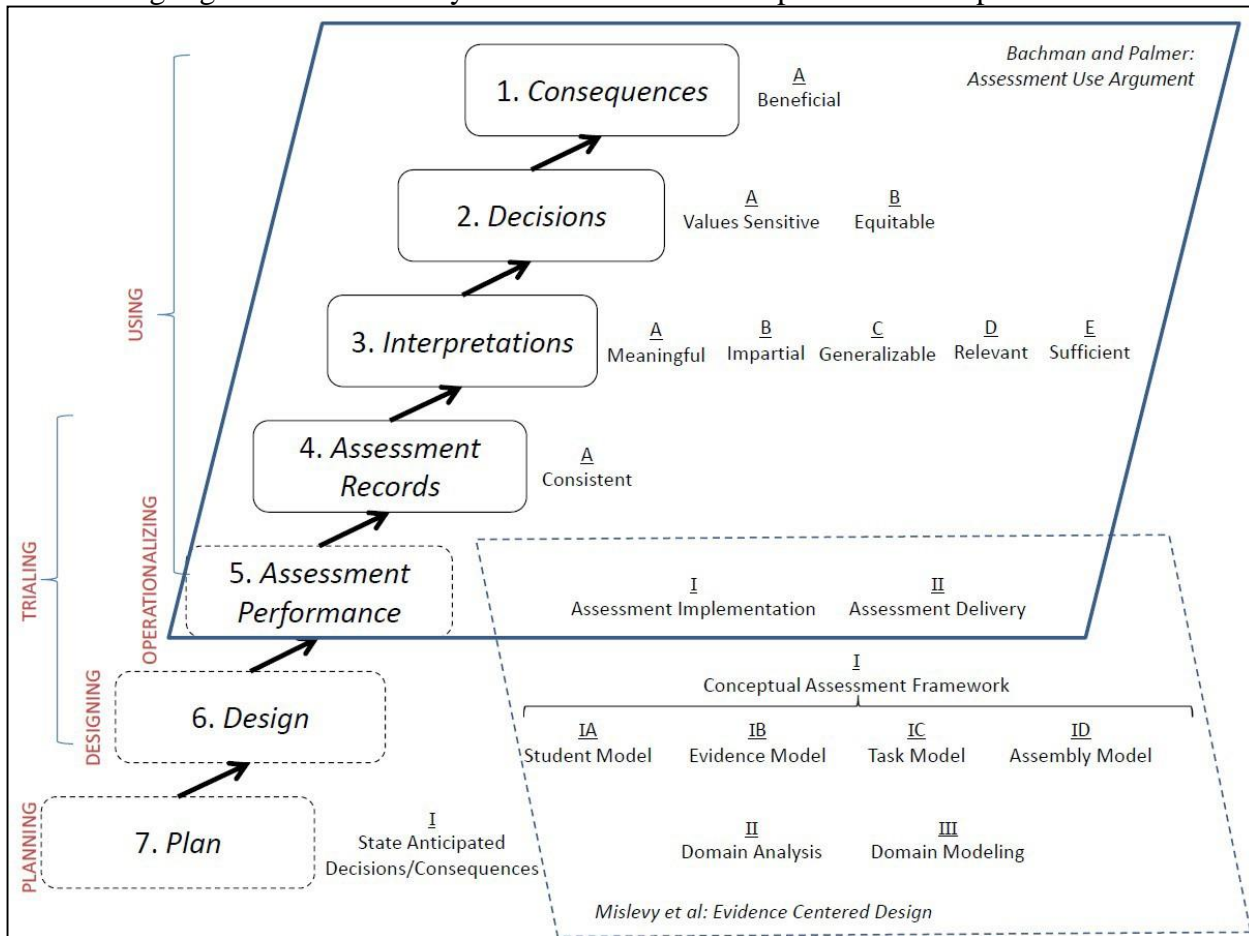 Bachman and Palmer:
Assessment Use Argument
1. Consequences
A
Beneficial
2. Decisions
A
Values Sensitive
B
Equitable
3. Interpretations
A
Meaningful
B
Impartial
C
Generalizable
D
Relevant
E
Sufficient
4. Assessment
Records
A
Consistent
5. Assessment
Performance
I
Assessment Implementation
II
Assessment Delivery
6. Design
I
Conceptual Assessment Framework
IA
Student Model
IB
Evidence Model
IC
Task Model
ID
Assembly Model
7. Plan
I
State Anticipated
Decisions/Consequences
II
Domain Analysis
III
Domain Modeling
Mislevy et al: Evidence Centered Design
USING
TRIALING
OPERATIONALIZING
DESIGNING
PLANNING